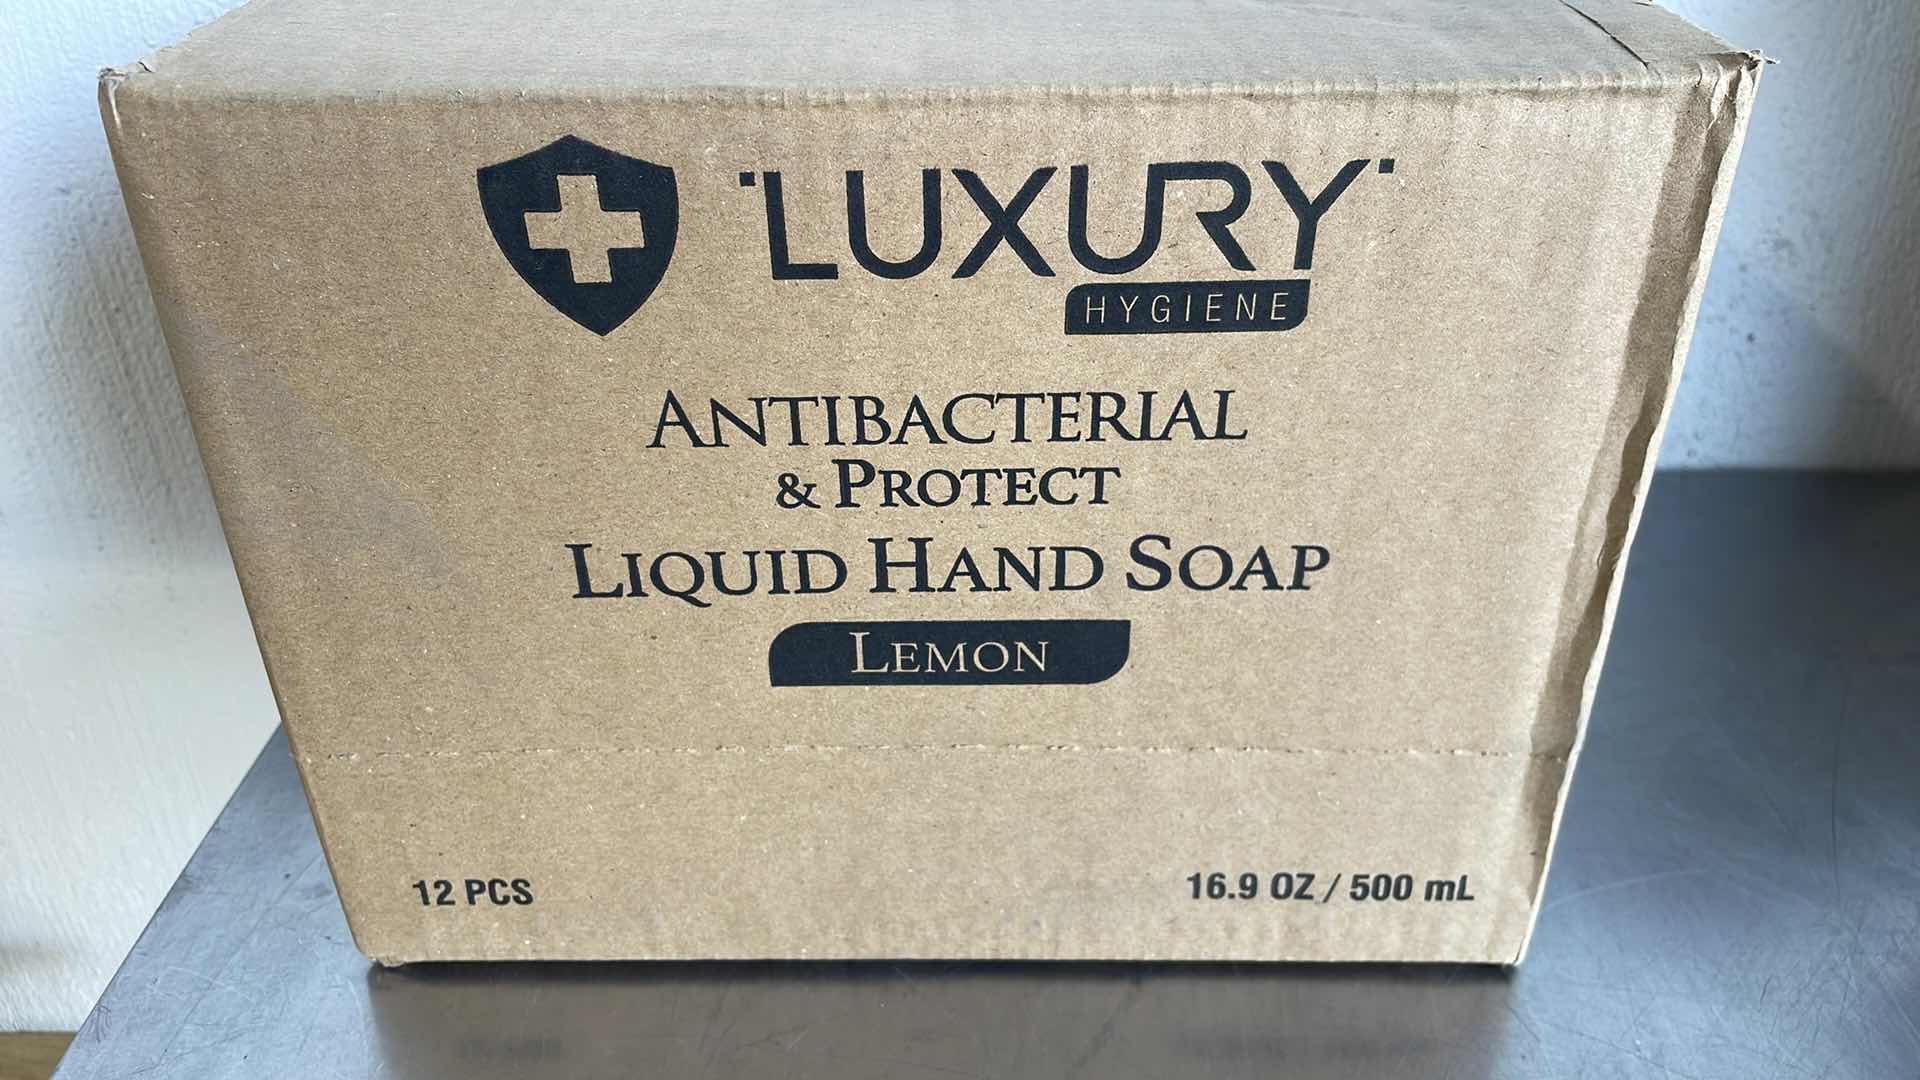 LUXURY
HYGIENE
ANTIBACTERIAL
& PROTECT
LIQUID HAND SOAP
LEMON
12 PCS
16.9 OZ / 500 mL